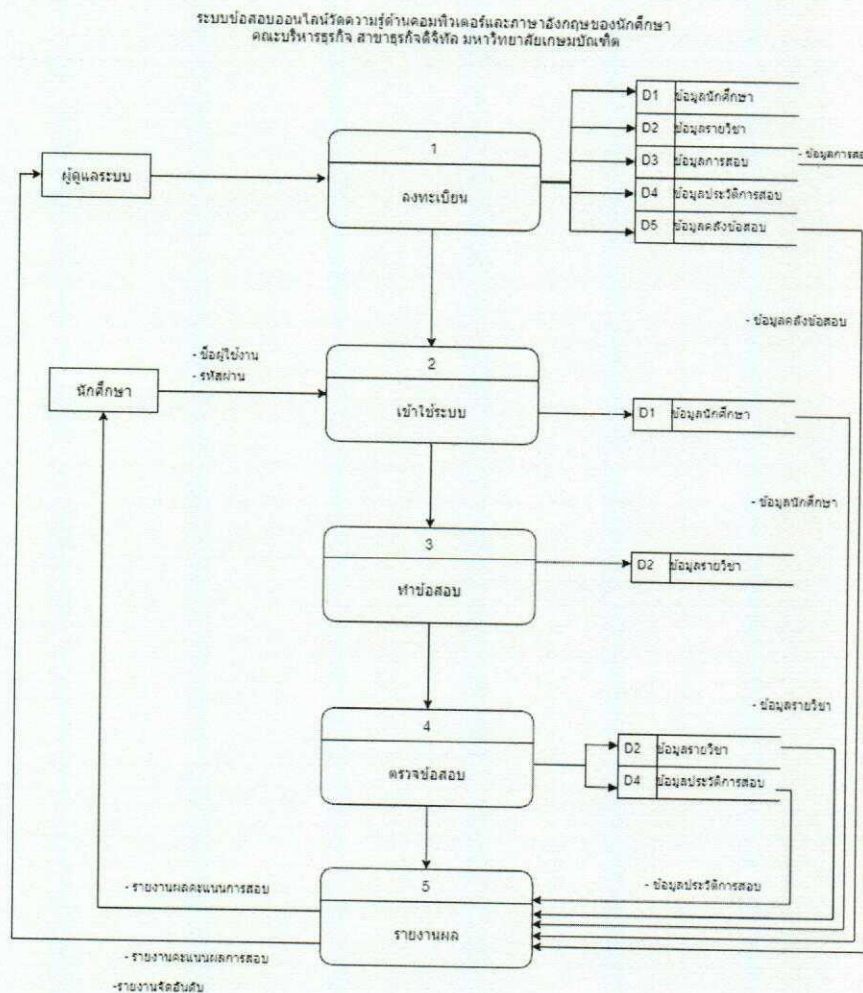 ระบบข้อสอบออนไลน์วัดความรู้ด้านคอมพิวเตอร์และภาษาอังกฤษของนักศึกษา
คณะบริหารธุรกิจ สาขาธุรกิจดิจิทัล มหาวิทยาลัยเกษมบัณฑิต
D1 ข้อมูลนักศึกษา
D2 ข้อมูลรายวิชา
D3 ข้อมูลการสอบ
D4 ข้อมูลประวัติการสอบ
D5 ข้อมูลคลังข้อสอบ
- ข้อมูลการสอ
ผู้ดูแลระบบ
1
ลงทะเบียน
- ข้อมูลคลังข้อสอบ
- ชื่อผู้ใช้งาน
- รหัสผ่าน
นักศึกษา
2
เข้าใช้ระบบ
D1 ข้อมูลนักศึกษา
- ข้อมูลนักศึกษา
3
ทำข้อสอบ
D2 ข้อมูลรายวิชา
- ข้อมูลรายวิชา
4
ตรวจข้อสอบ
D2 ข้อมูลรายวิชา
D4 ข้อมูลประวัติการสอบ
- ข้อมูลประวัติการสอบ
- รายงานผลคะแนนการสอบ
5
รายงานผล
- รายงานคะแนนผลการสอบ
-รายงานจัดอันดับ